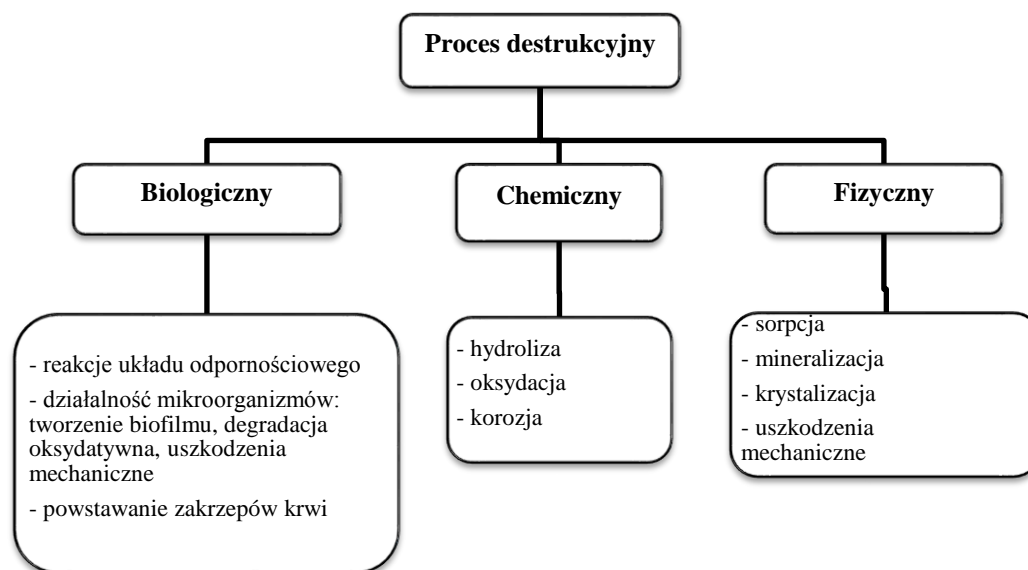 Proces destrukcyjny
Biologiczny
Chemiczny
Fizyczny
- reakcje układu odpornościowego
- działalność mikroorganizmów:
tworzenie biofilmu, degradacja
oksydatywna, uszkodzenia
mechaniczne
- powstawanie zakrzepów krwi
- hydroliza
- oksydacja
- korozja
- sorpcja
- mineralizacja
- krystalizacja
- uszkodzenia
mechaniczne